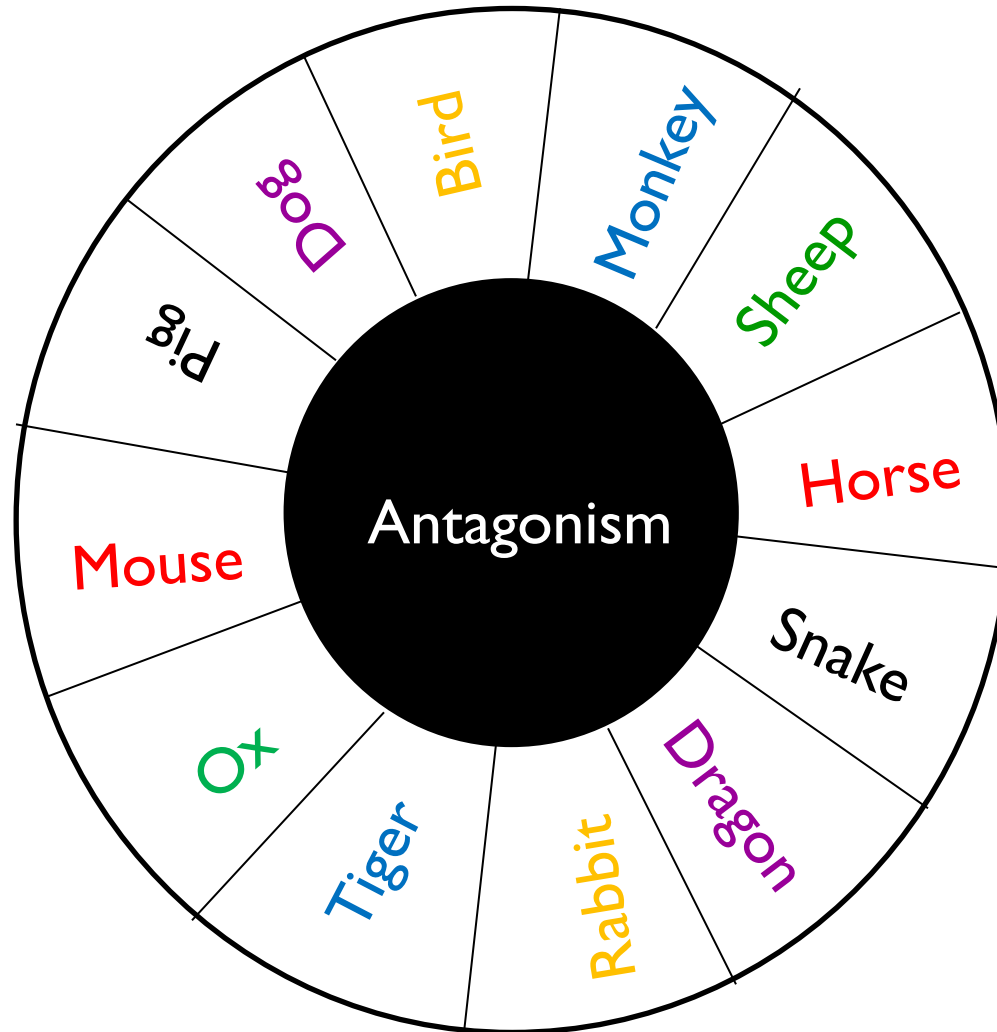 Bird
Monkey
Sheep
Horse
Snake
Dragon
Rabbit
Tiger
Ox
Mouse
Pig
Dog
Antagonism